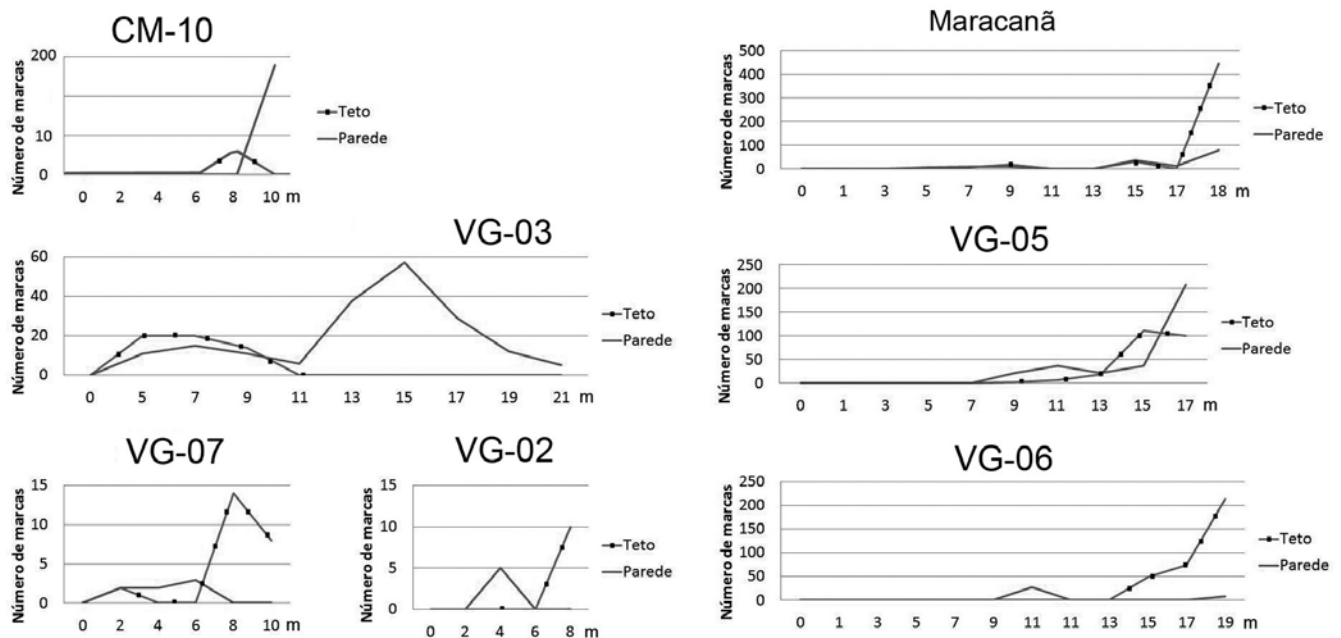 CM-10
Número de marcas
200
10
0
0 2 4 6 8 10 m
Teto
Parede
Maracanã
Número de marcas
500
400
300
200
100
0
0 1 3 5 7 9 11 13 15 17 18 m
Teto
Parede
VG-03
Número de marcas
60
40
20
0
0 5 7 9 11 13 15 17 19 21 m
Teto
Parede
VG-05
Número de marcas
250
200
150
100
50
0
0 1 3 5 7 9 11 13 15 17 m
Teto
Parede
VG-07
Número de marcas
15
10
5
0
0 2 4 6 8 10 m
Teto
Parede
VG-02
15
10
5
0
0 2 4 6 8 m
Número de marcas
Teto
Parede
VG-06
Número de marcas
250
200
150
100
50
0
0 1 3 5 7 9 11 11 13 15 17 19 m
Teto
Parede